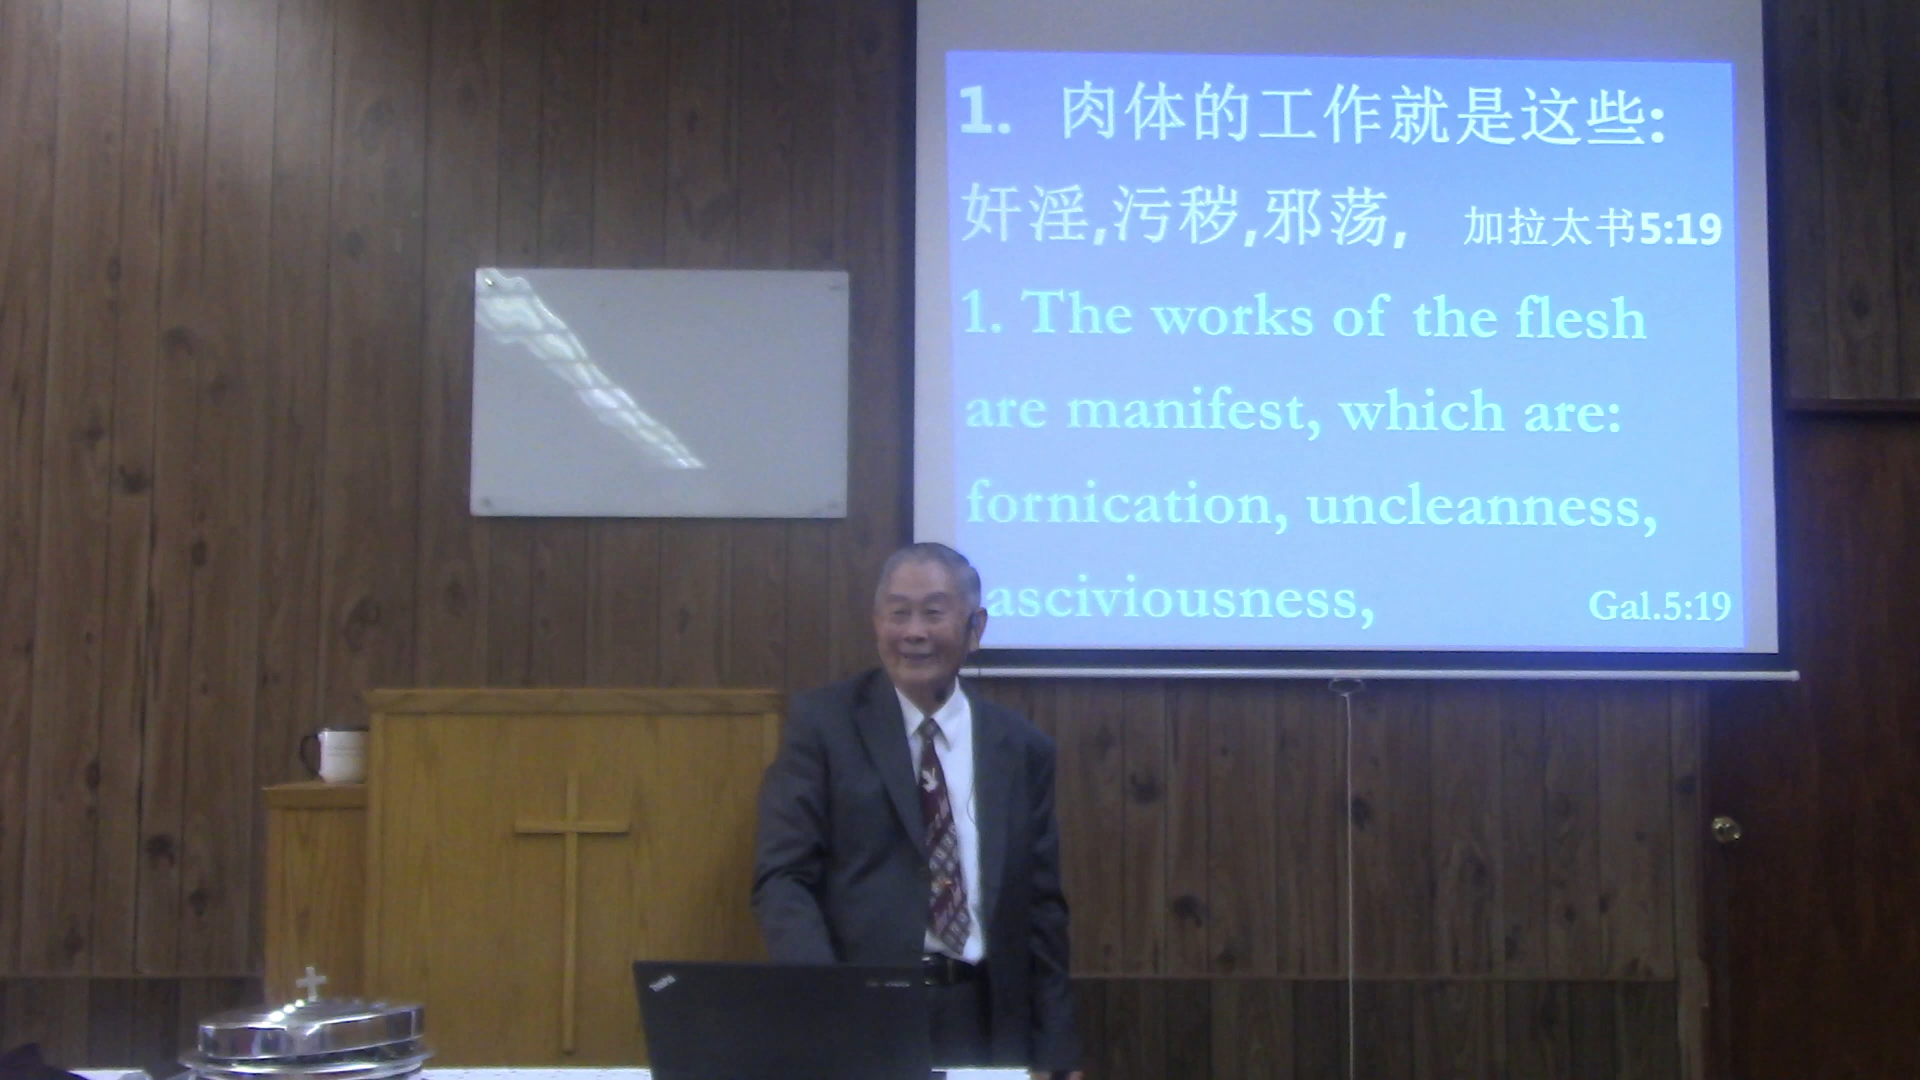 1. 肉体的工作就是这些:
奸淫,污秽,邪荡, 加拉太书5:19
1. The works of the flesh
are manifest, which are:
fornication, uncleanness,
asciviousness, Gal.5:19
ThinkPad